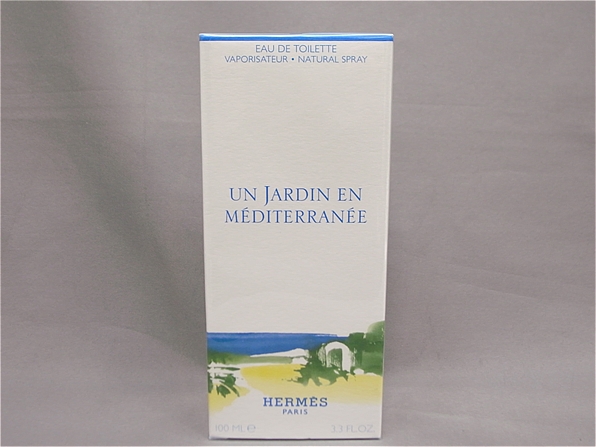 EAU DE TOILETTE
VAPORISATEUR • NATURAL SPRAY
UN JARDIN EN
MÉDITERRANÉE
HERMÈS
PARIS
100 ML ℮ 3.3 FL.OZ.